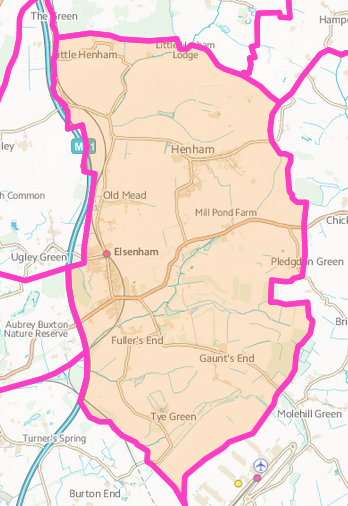 The Green
Little Henham
Little Henham
Lodge
Hampe
ley
M11
Henham
h Common
Old Mead
Mill Pond Farm
Chick
Elsenham
Ugley Green
Pledgdon Green
Aubrey Buxton
Nature Reserve
Bri
Fuller's End
Gaunt's End
Tye Green
Molehill Green
Turner's Spring
Burton End